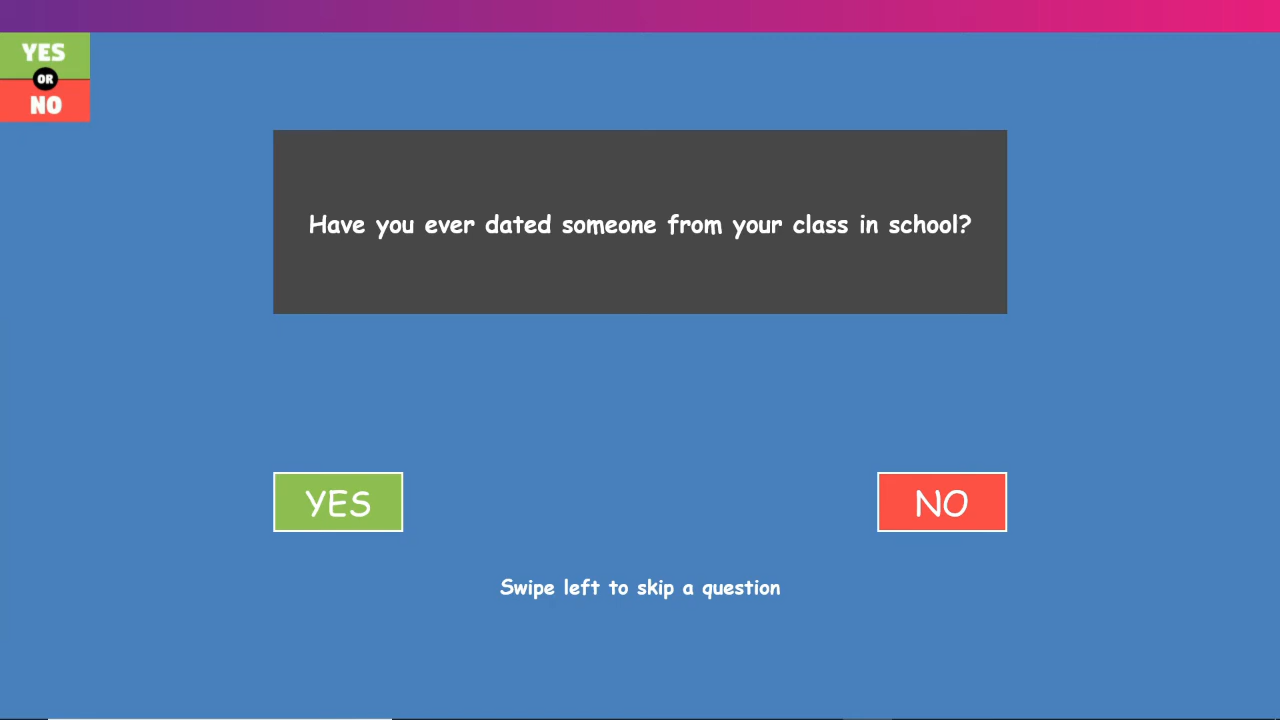 YES
OR
NO
Have you ever dated someone from your class in school?
YES
NO
Swipe left to skip a question